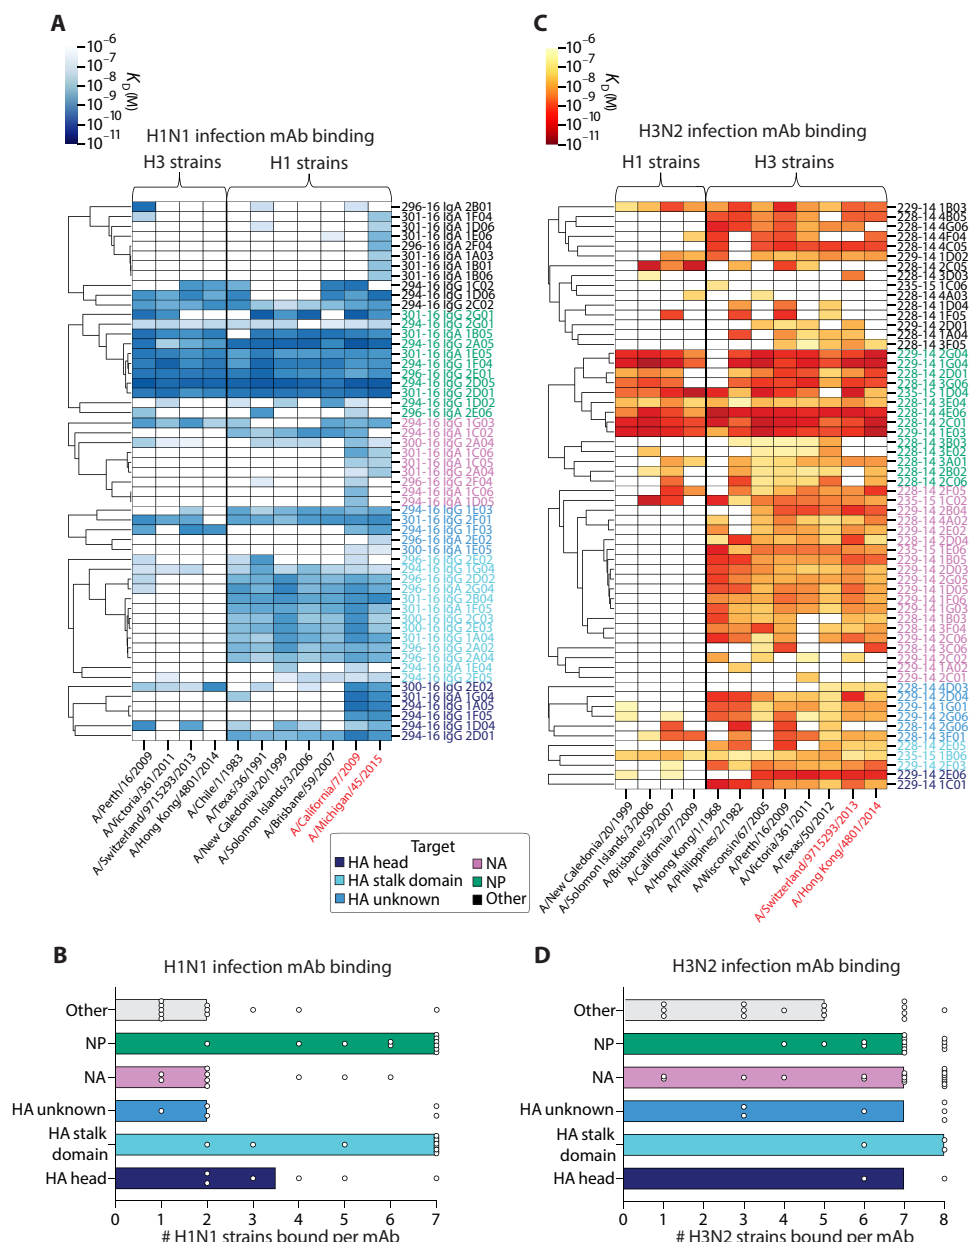 A
10−6
10−7
10−8
10−9
10−10
10−11
KD (M)
H1N1 infection mAb binding
H3 strains
H1 strains
296-16 IgA 2B01
301-16 IgA 1F04
301-16 IgA 1D06
301-16 IgA 1E06
296-16 IgA 2F04
301-16 IgA 1A03
301-16 IgA 1B01
301-16 IgA 1B06
294-16 IgG 1C02
294-16 IgG 1D06
294-16 IgG 2C02
301-16 IgG 2G01
294-16 IgG 2G01
301-16 IgA 1B05
294-16 IgG 2A05
301-16 IgA 1E05
294-16 IgG 1F04
296-16 IgG 2E01
294-16 IgG 2D05
301-16 IgG 2D01
294-16 IgG 1D02
296-16 IgA 2E06
294-16 IgG 1G03
301-16 IgA 1C02
300-16 IgG 2A04
301-16 IgA 1C06
301-16 IgA 1C05
301-16 IgG 2A04
296-16 IgG 2F04
294-16 IgA 1C06
294-16 IgA 1D05
294-16 IgG 1E03
301-16 IgG 2F01
294-16 IgG 1F03
296-16 IgA 2E02
300-16 IgG 1E05
296-16 IgG 2E02
294-16 IgG 1G04
296-16 IgG 2D02
296-16 IgA 2G04
301-16 IgG 2B04
301-16 IgA 1F05
300-16 IgG 2C03
300-16 IgG 2E03
301-16 IgG 1A04
296-16 IgG 2A02
296-16 IgG 2A04
294-16 IgA 1E04
294-16 IgG 2E05
300-16 IgG 2E02
301-16 IgA 1G04
294-16 IgG 1A05
294-16 IgG 1F05
294-16 IgG 1D04
294-16 IgG 2D01
A/Perth/16/2009
A/Victoria/361/2011
A/Switzerland/9715293/2013
A/Hong Kong/4801/2014
A/Chile/1/1983
A/Texas/36/1991
A/New Caledonia/20/1999
A/Solomon Islands/3/2006
A/Brisbane/59/2007
A/California/7/2009
A/Michigan/45/2015
C
10−6
10−7
10−8
10−9
10−10
10−11
KD (M)
H3N2 infection mAb binding
H1 strains
H3 strains
229-14 1B03
228-14 4B05
228-14 4G06
228-14 4F04
228-14 4C05
229-14 1D02
228-14 2C05
228-14 3D03
235-15 1C06
228-14 4A03
228-14 1D04
228-14 1F05
229-14 2D01
228-14 1A04
228-14 3F05
229-14 2G04
229-14 1G04
228-14 2D01
228-14 3G06
235-15 1D04
228-14 3E04
228-14 4E06
228-14 2C01
229-14 1E03
228-14 3B03
228-14 3E02
228-14 3A01
228-14 2B02
228-14 2C06
228-14 2F05
235-15 1C02
229-14 2B04
228-14 4A02
229-14 2E02
228-14 2D04
235-15 1E06
229-14 1B05
229-14 2D03
229-14 2G05
229-14 1D05
229-14 1F06
229-14 1G03
228-14 1B03
228-14 3F04
229-14 2C06
228-14 3C06
229-14 2C02
229-14 1A02
229-14 2C01
228-14 4D03
229-14 2D04
229-14 1G01
229-14 2G06
228-14 2G06
228-14 3F01
228-14 2E05
235-15 1B06
229-14 2E03
229-14 2E06
229-14 1C01
A/New Caledonia/20/1999
A/Solomon Islands/3/2006
A/Brisbane/59/2007
A/California/7/2009
A/Hong Kong/1/1968
A/Philippines/2/1982
A/Wisconsin/67/2005
A/Perth/16/2009
A/Victoria/361/2011
A/Texas/50/2012
A/Switzerland/9715293/2013
A/Hong Kong/4801/2014
Target
HA head
HA stalk domain
HA unknown
NA
NP
Other
B
H1N1 infection mAb binding
Other
NP
NA
HA unknown
HA stalk
domain
HA head
0 1 2 3 4 5 6 7
# H1N1 strains bound per mAb
D
H3N2 infection mAb binding
Other
NP
NA
HA unknown
HA stalk
domain
HA head
0 1 2 3 4 5 6 7 8
# H3N2 strains bound per mAb